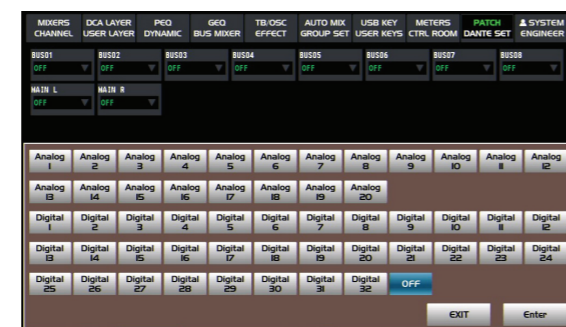 MIXERS DCA LAYER PEQ GEQ TB/OSC AUTO MIX USB KEY METERS PATCH SYSTEM
CHANNEL USER LAYER DYNAMIC BUS MIXER EFFECT GROUP SET USER KEYS CTRL ROOM DANTE SET ENGINEER
BUS01 BUS02 BUS03 BUS04 BUS05 BUS06 BUS07 BUS08
OFF OFF OFF OFF OFF OFF OFF OFF
MAIN L MAIN R
OFF OFF
Analog Analog Analog Analog Analog Analog Analog Analog Analog Analog Analog Analog
1 2 3 4 5 6 7 8 9 10 11 12
Analog Analog Analog Analog Analog Analog Analog Analog
13 14 15 16 17 18 19 20
Digital Digital Digital Digital Digital Digital Digital Digital Digital Digital Digital Digital
1 2 3 4 5 6 7 8 9 10 11 12
Digital Digital Digital Digital Digital Digital Digital Digital Digital Digital Digital Digital
13 14 15 16 17 18 19 20 21 22 23 24
Digital Digital Digital Digital Digital Digital Digital Digital OFF
25 26 27 28 29 30 31 32
EXIT Enter